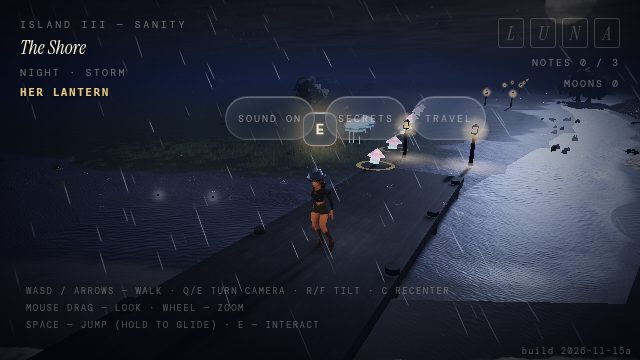 ISLAND III — SANITY
The Shore
NIGHT · STORM
HER LANTERN
L U N A
NOTES 0 / 3
MOONS 0
SOUND ON
E
SECRETS
TRAVEL
WASD / ARROWS — WALK · Q/E TURN CAMERA · R/F TILT · C RECENTER
MOUSE DRAG — LOOK · WHEEL — ZOOM
SPACE — JUMP (HOLD TO GLIDE) · E — INTERACT
build 2026-11-15a